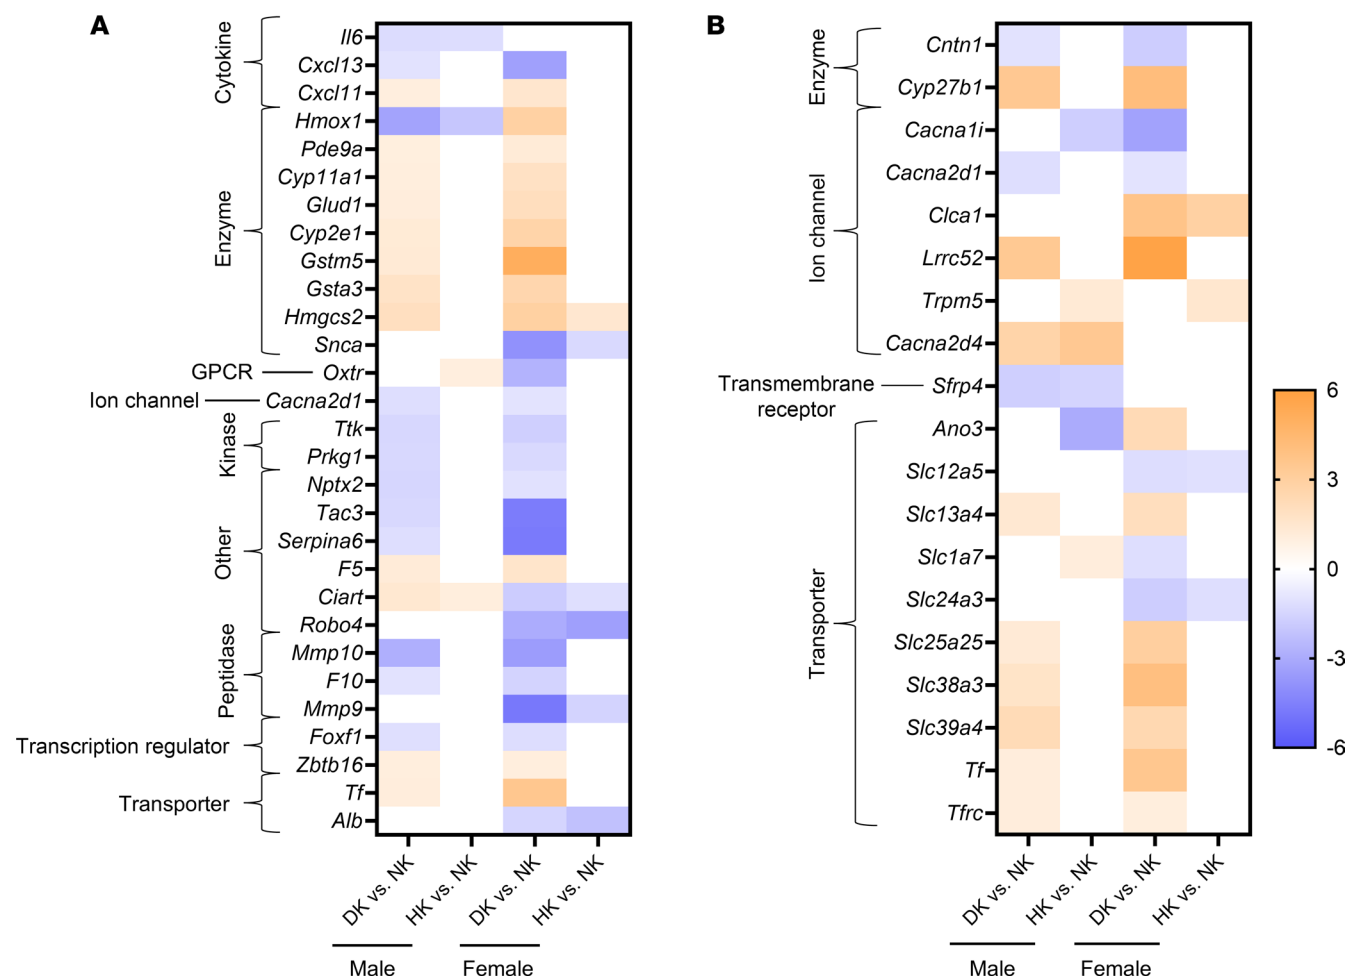 A
Cytokine
Il6
Cxcl13
Cxcl11
Enzyme
Hmox1
Pde9a
Cyp11a1
Glud1
Cyp2e1
Gstm5
Gsta3
Hmgcs2
Snca
GPCR
Oxtr
Ion channel
Cacna2d1
Kinase
Ttk
Prkg1
Other
Nptx2
Tac3
Serpina6
F5
Ciart
Robo4
Peptidase
Mmp10
F10
Mmp9
Transcription regulator
Foxf1
Zbtb16
Transporter
Tf
Alb
DK vs. NK
HK vs. NK
DK vs. NK
HK vs. NK
Male
Female
B
Enzyme
Cntn1
Cyp27b1
Ion channel
Cacna1i
Cacna2d1
Clca1
Lrrc52
Trpm5
Cacna2d4
Transmembrane
receptor
Sfrp4
Transporter
Ano3
Slc12a5
Slc13a4
Slc1a7
Slc24a3
Slc25a25
Slc38a3
Slc39a4
Tf
Tfrc
DK vs. NK
HK vs. NK
DK vs. NK
HK vs. NK
Male
Female
6
3
0
-3
-6